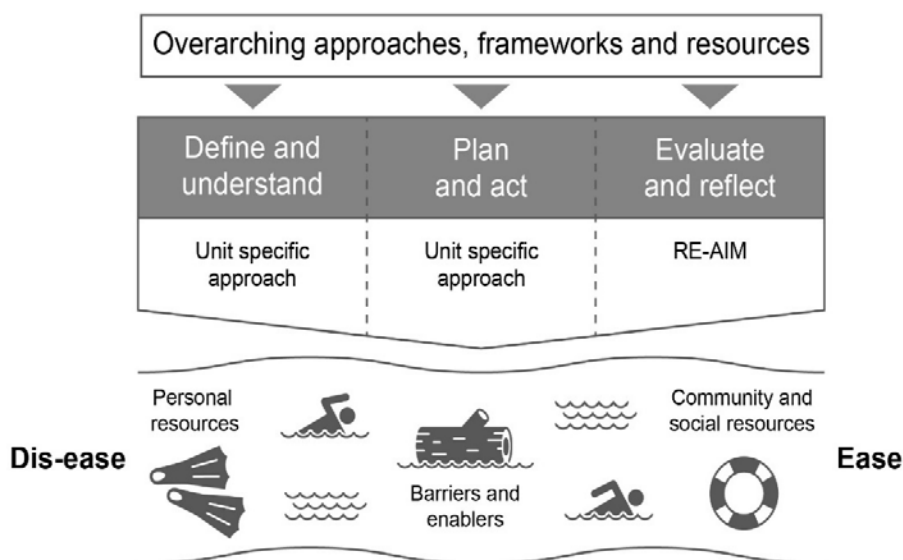 Overarching approaches, frameworks and resources
Define and
understand
Plan
and act
Evaluate
and reflect
Unit specific
approach
Unit specific
approach
RE-AIM
Personal
resources
Community and
social resources
Dis-ease
Ease
Barriers and
enablers